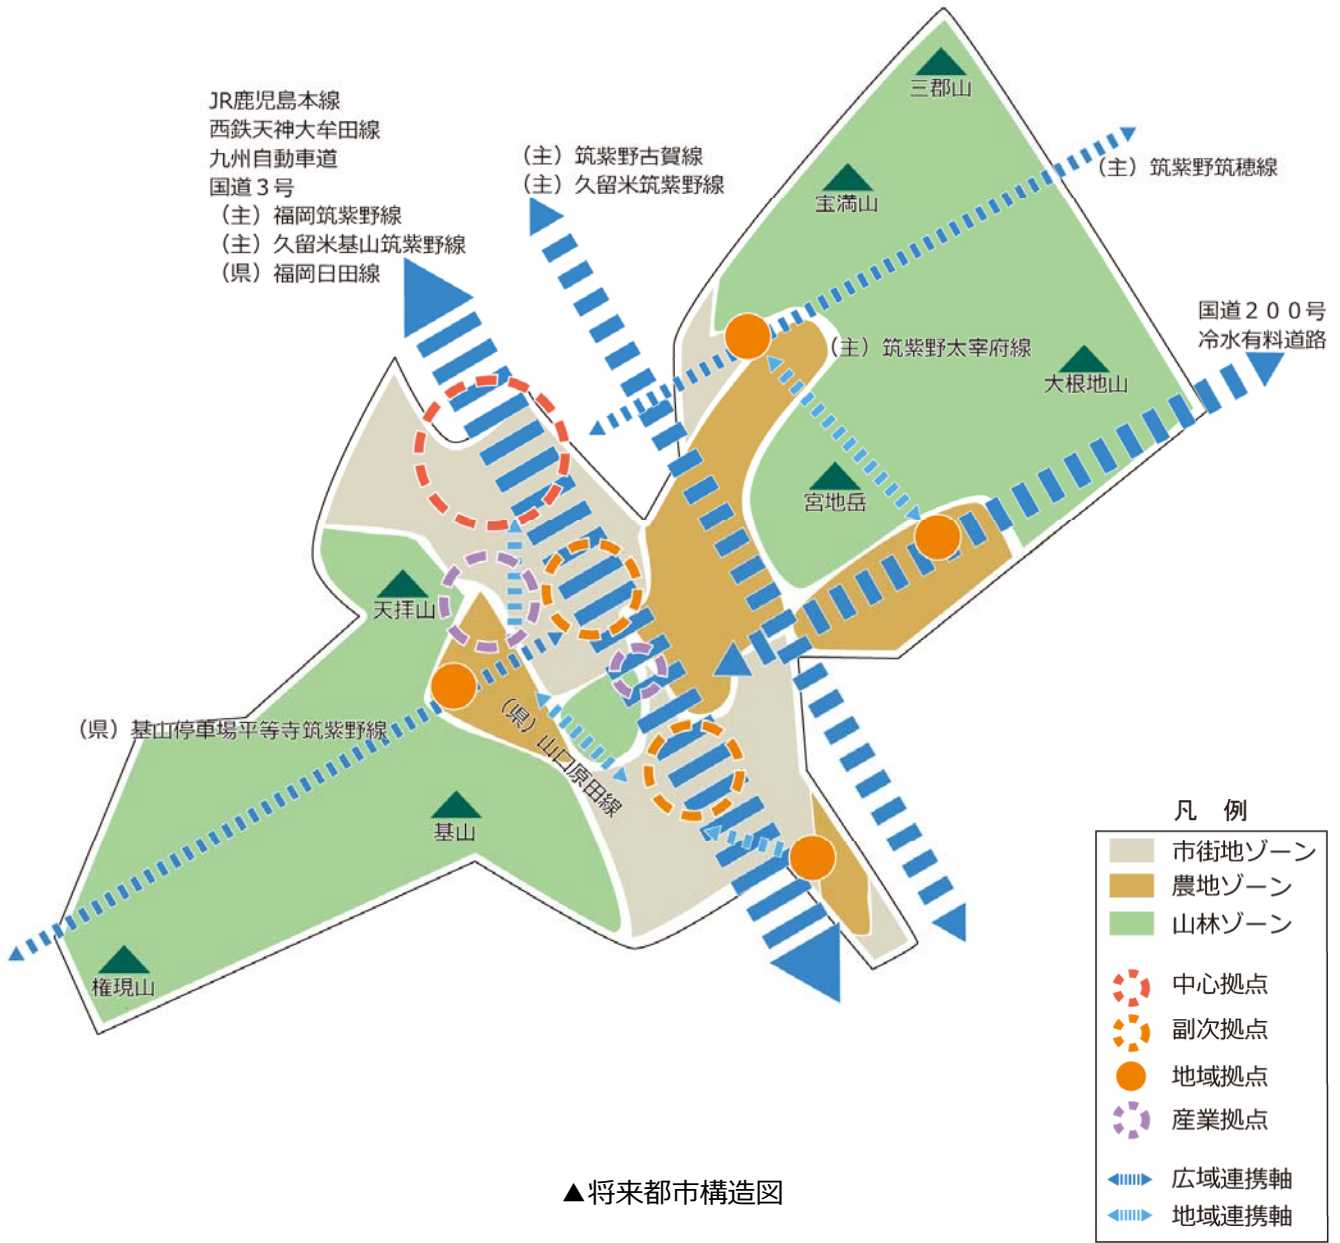 三郡山
JR鹿児島本線
西鉄天神大牟田線
九州自動車道
国道３号
（主）福岡筑紫野線
（主）久留米基山筑紫野線
（県）福岡日田線
（主）筑紫野古賀線
（主）久留米筑紫野線
（主）筑紫野筑穂線
宝満山
国道２００号
冷水有料道路
（主）筑紫野太宰府線
大根地山
宮地岳
天拝山
（県）基山停車場平等寺筑紫野線
（県）山口原田線
基山
権現山
凡　例
市街地ゾーン
農地ゾーン
山林ゾーン
中心拠点
副次拠点
地域拠点
産業拠点
広域連携軸
地域連携軸
▲将来都市構造図